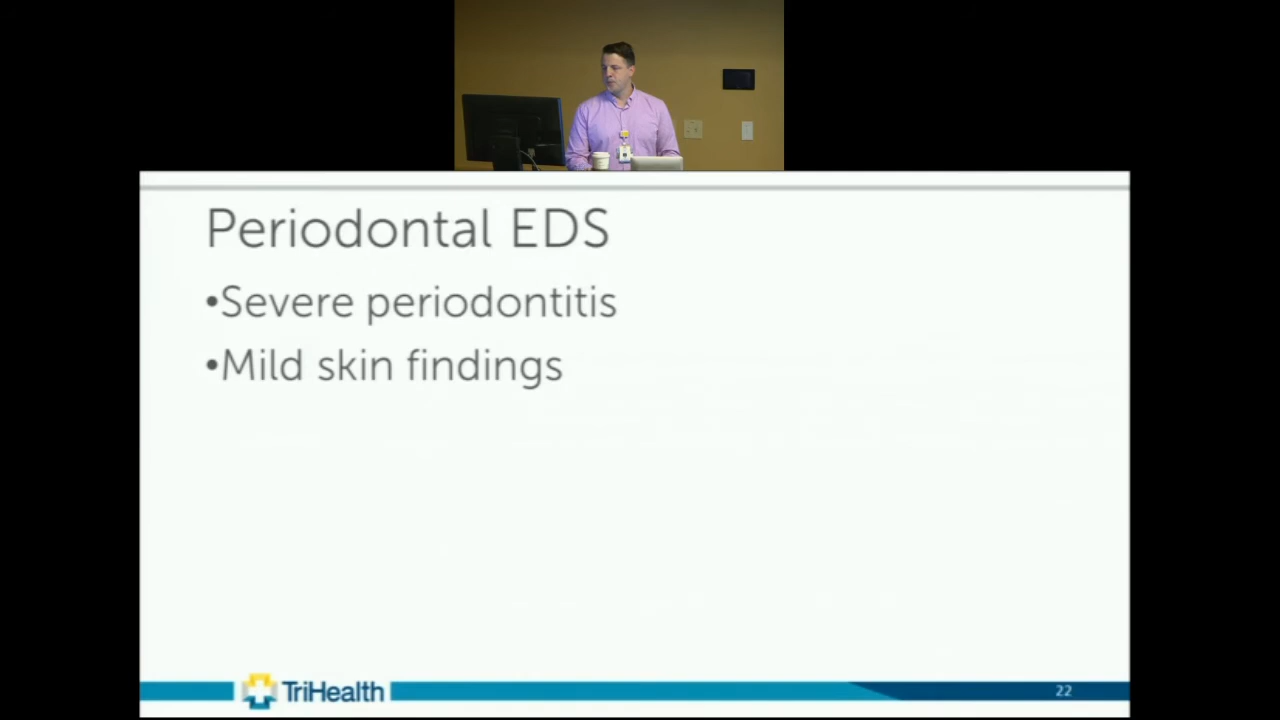 Periodontal EDS
•Severe periodontitis
•Mild skin findings
TriHealth
22